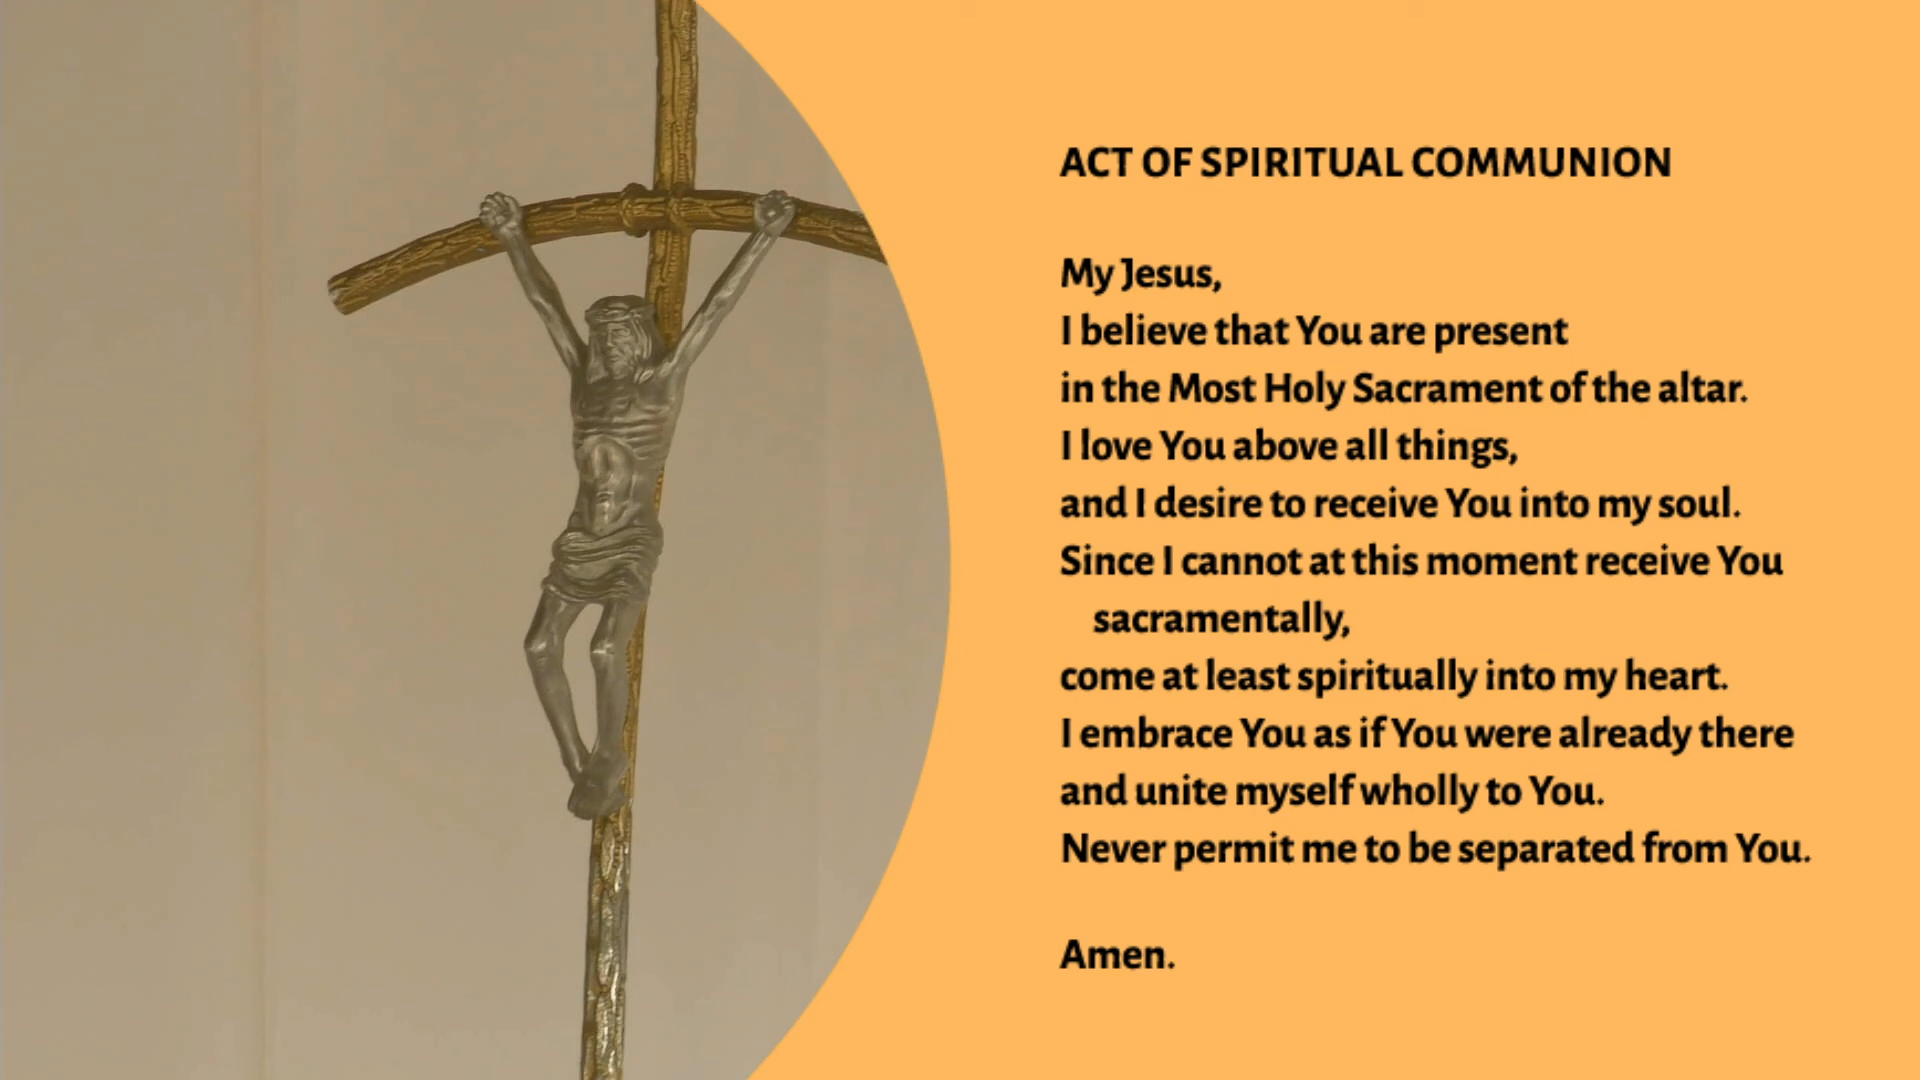 ACT OF SPIRITUAL COMMUNION
My Jesus,
I believe that You are present
in the Most Holy Sacrament of the altar.
I love You above all things,
and I desire to receive You into my soul.
Since I cannot at this moment receive You
sacramentally,
come at least spiritually into my heart.
I embrace You as if You were already there
and unite myself wholly to You.
Never permit me to be separated from You.
Amen.